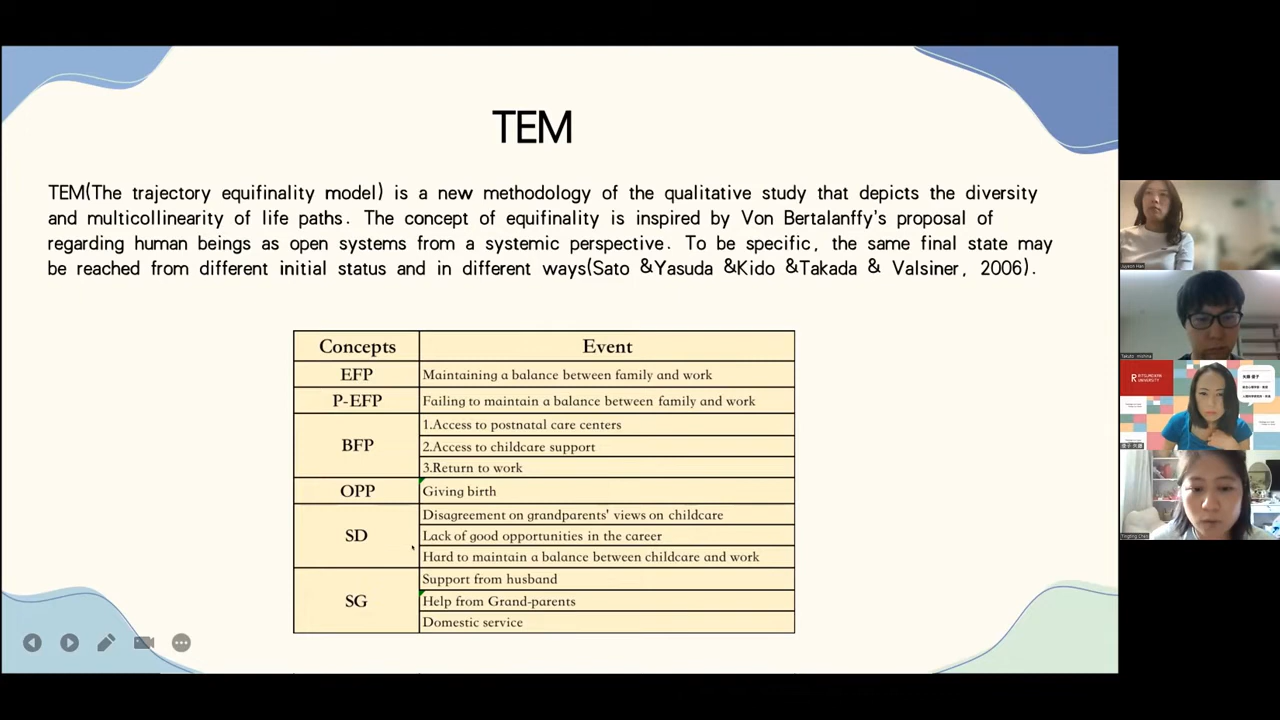 TEM
TEM(The trajectory equifinality model) is a new methodology of the qualitative study that depicts the diversity
and multicollinearity of life paths. The concept of equifinality is inspired by Von Bertalanffy's proposal of
regarding human beings as open systems from a systemic perspective. To be specific, the same final state may
be reached from different initial status and in different ways(Sato &Yasuda &Kido &Takada & Valsiner, 2006).
Concepts Event
EFP Maintaining a balance between family and work
P-EFP Failing to maintain a balance between family and work
BFP
1.Access to postnatal care centers
2.Access to childcare support
3.Return to work
OPP Giving birth
SD
Disagreement on grandparents' views on childcare
Lack of good opportunities in the career
Hard to maintain a balance between childcare and work
SG
Support from husband
Help from Grand-parents
Domestic service
R RITSUMEIKAN
UNIVERSITY